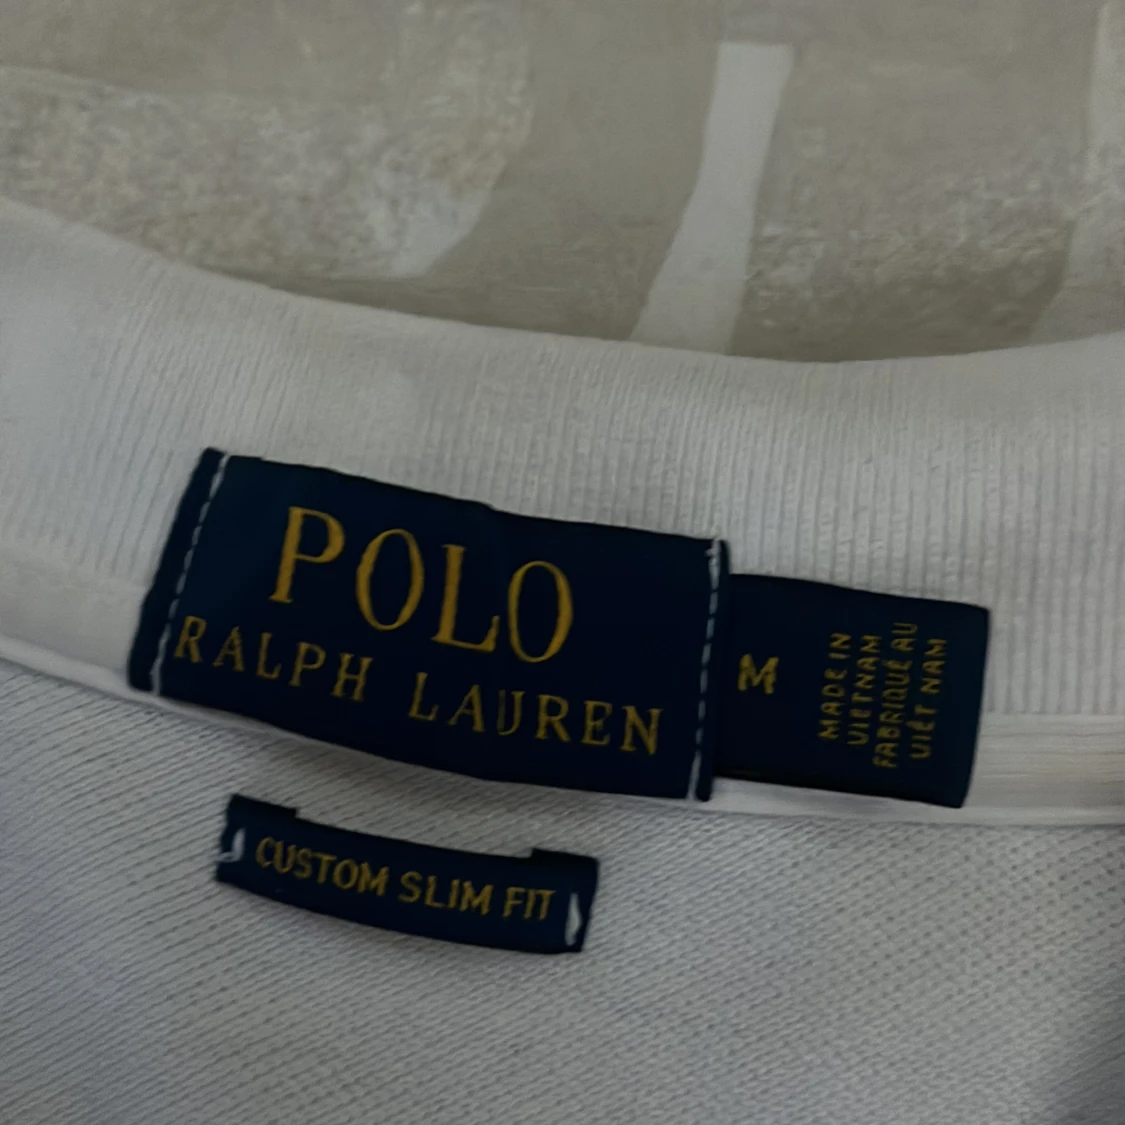 POLO
RALPH LAUREN
M
MADE IN
VIETNAM
FABRIQUÉ AU
VIÊT NAM
CUSTOM SLIM FIT